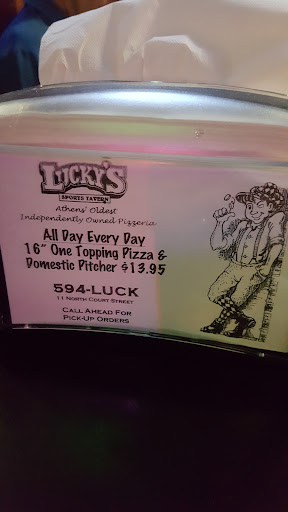 LUCKY'S
SPORTS TAVERN
Athens' Oldest
Independently Owned Pizzeria
All Day Every Day
16" One Topping Pizza &
Domestic Pitcher $13.95
594-LUCK
11 North Court Street
Call Ahead For
Pick-Up Orders